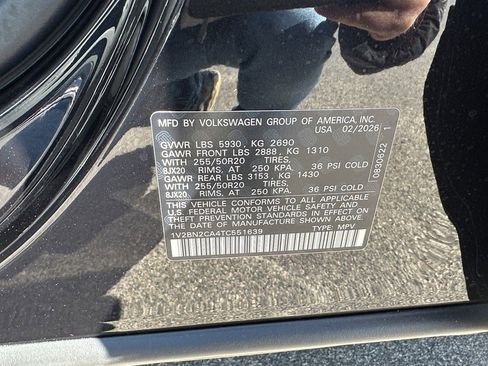 MFD BY VOLKSWAGEN GROUP OF AMERICA, INC.
USA 02/2026
GVWR LBS 5930, KG 2690
GAWR FRONT LBS 2888, KG 1310
WITH 255/50R20 TIRES,
8JX20 RIMS, AT 250 KPA, 36 PSI COLD
GAWR REAR LBS 3153, KG 1430
WITH 255/50R20 TIRES,
8JX20 RIMS, AT 250 KPA, 36 PSI COLD
THIS VEHICLE CONFORMS TO ALL APPLICABLE
U.S. FEDERAL MOTOR VEHICLE SAFETY AND
THEFT PREVENTION STANDARDS IN EFFECT ON THE
DATE OF MANUFACTURE SHOWN ABOVE.
1V2BN2CA4TC551639 TYPE: MPV
0830622